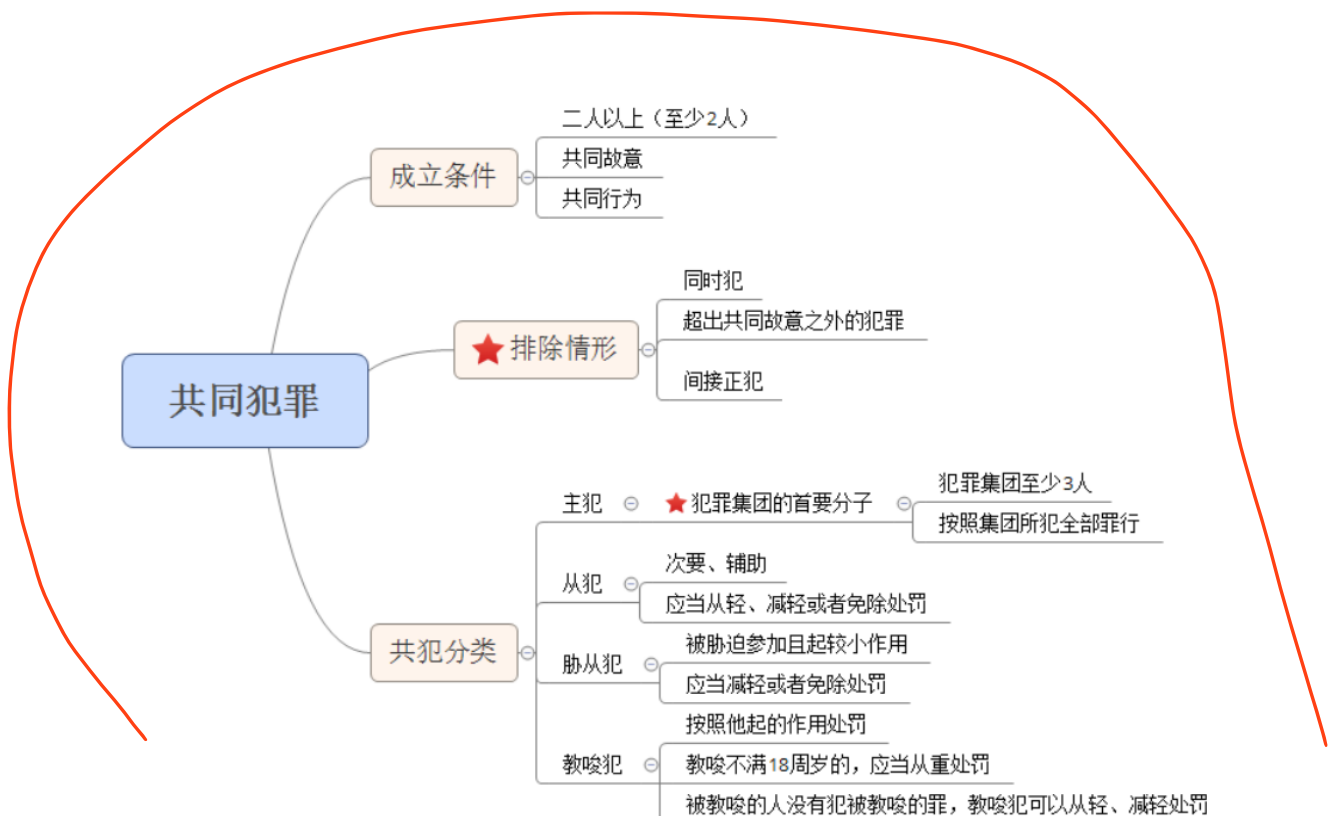 共同犯罪
成立条件
二人以上（至少2人）
共同故意
共同行为
排除情形
同时犯
超出共同故意之外的犯罪
间接正犯
共犯分类
主犯
犯罪集团的首要分子
犯罪集团至少3人
按照集团所犯全部罪行
从犯
次要、辅助
应当从轻、减轻或者免除处罚
胁从犯
被胁迫参加且起较小作用
应当减轻或者免除处罚
教唆犯
按照他起的作用处罚
教唆不满18周岁的，应当从重处罚
被教唆的人没有犯被教唆的罪，教唆犯可以从轻、减轻处罚